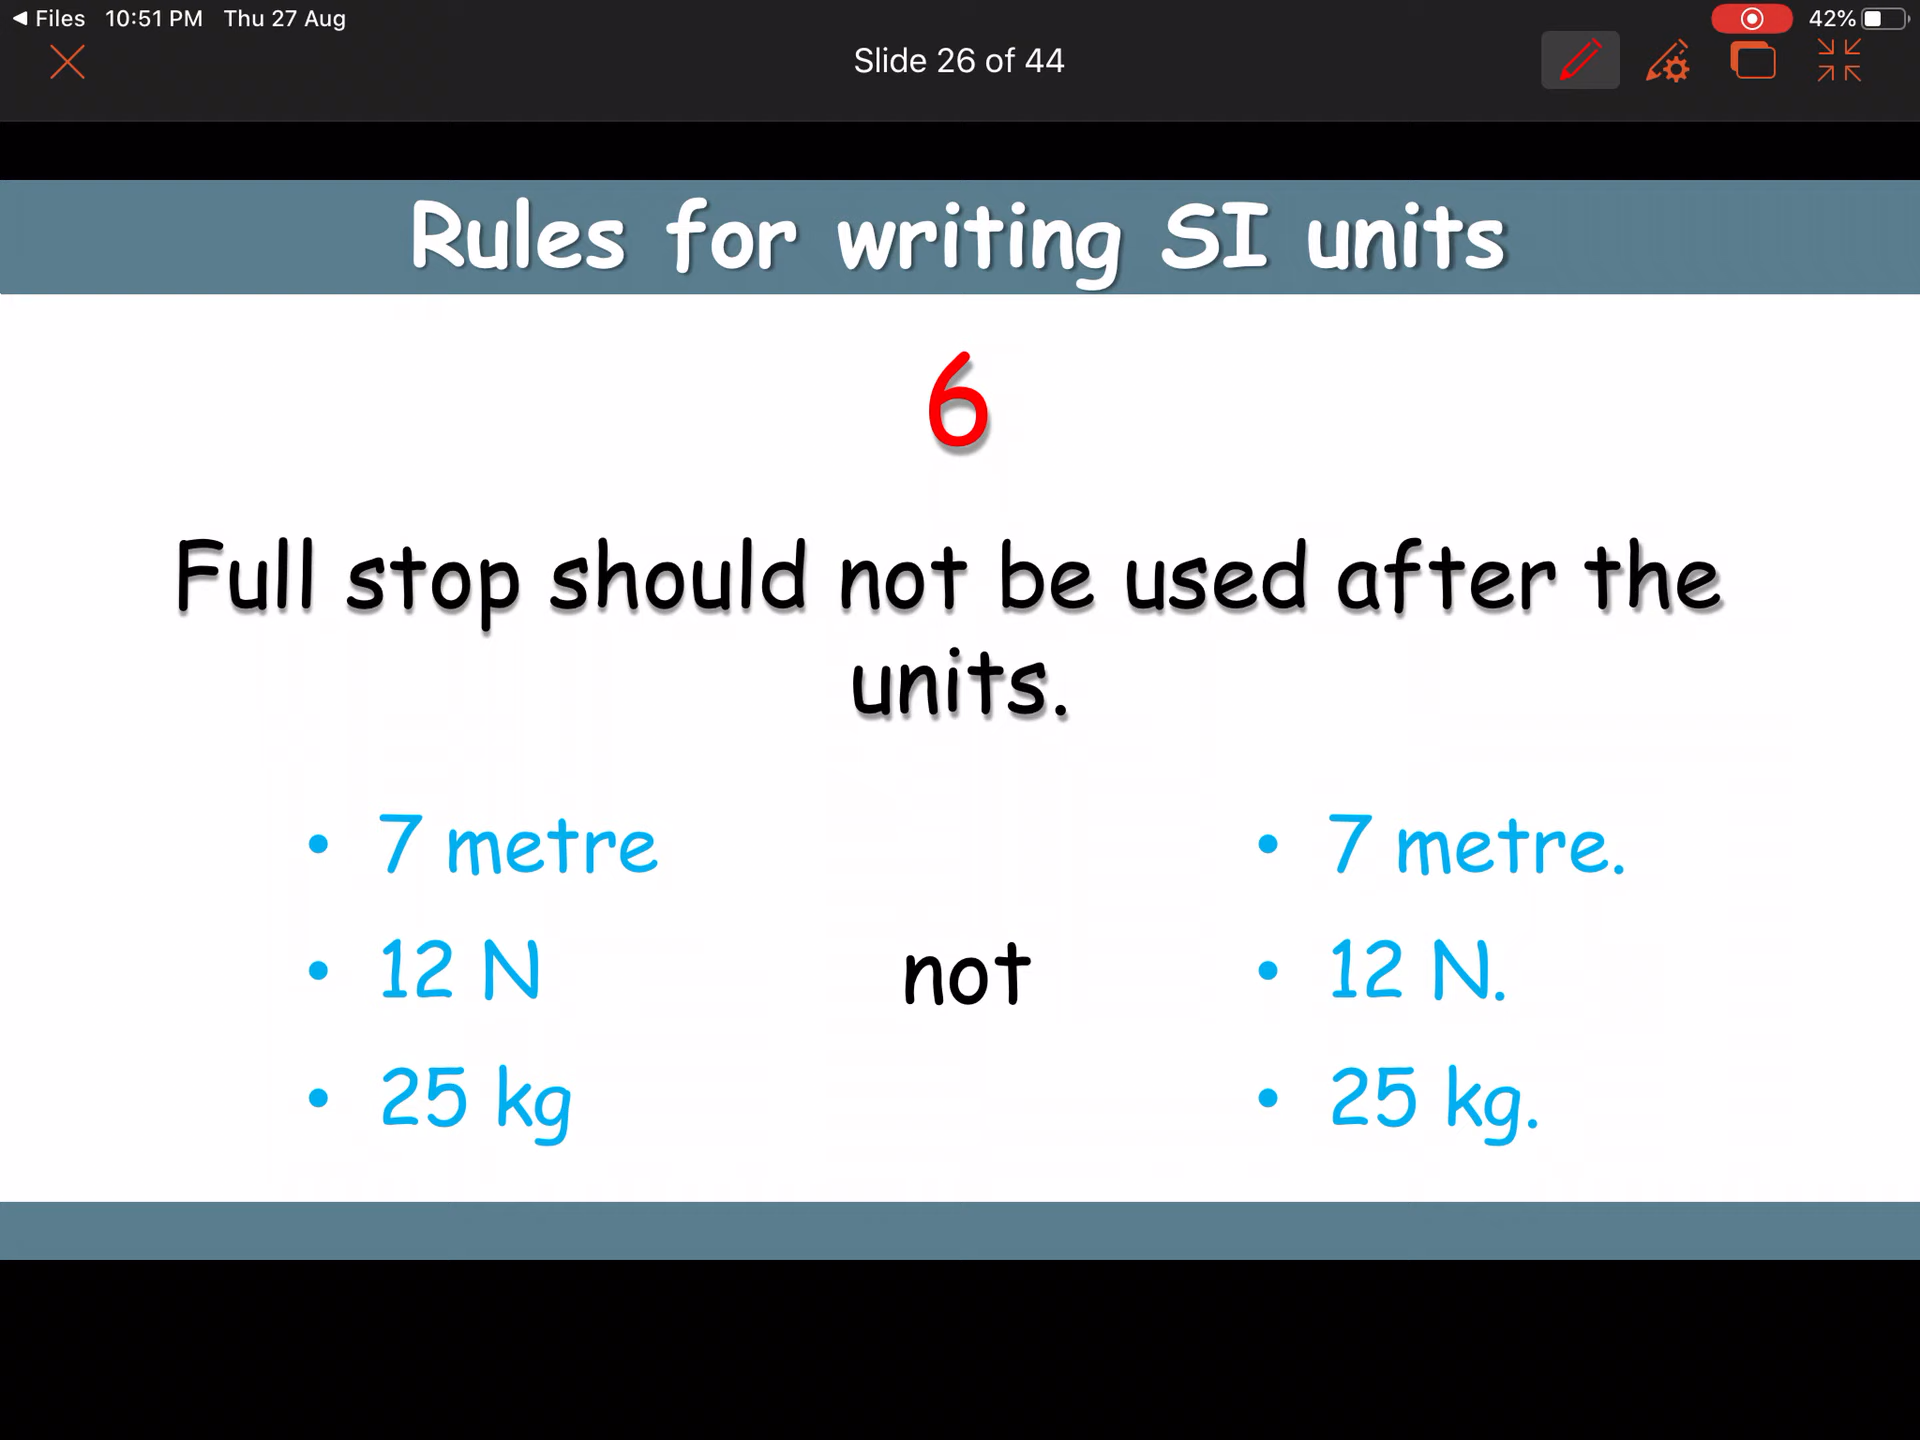 Files 10:51 PM Thu 27 Aug 42%
Slide 26 of 44
Rules for writing SI units
6
Full stop should not be used after the
units.
• 7 metre
• 12 N
• 25 kg
not
• 7 metre.
• 12 N.
• 25 kg.